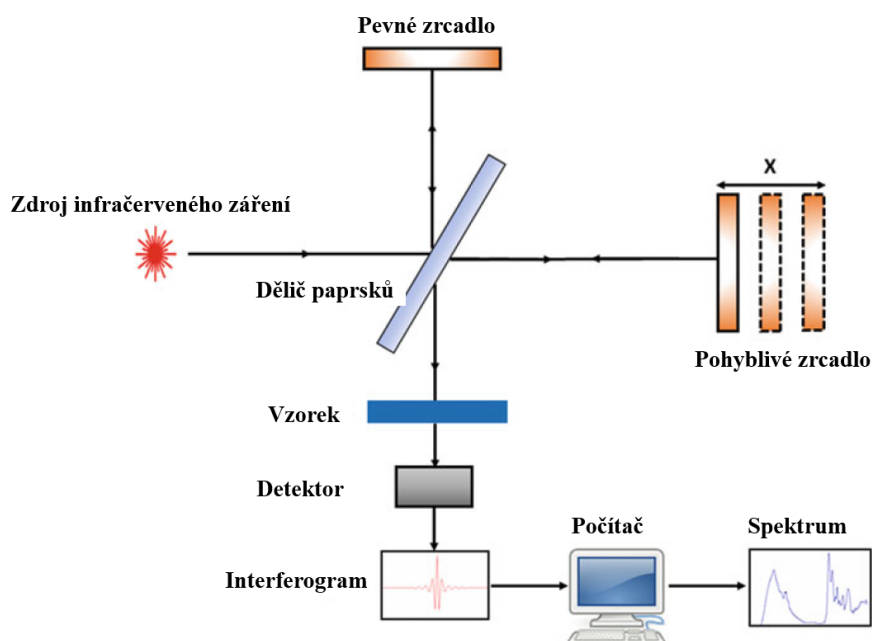 Pevné zrcadlo
X
Zdroj infračerveného záření
Dělič paprsků
Pohyblivé zrcadlo
Vzorek
Detektor
Počítač
Spektrum
Interferogram